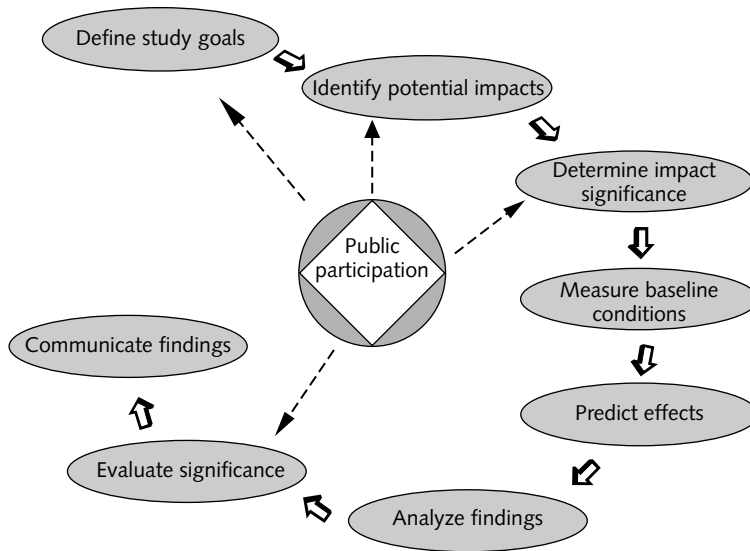 Define study goals
Identify potential impacts
Determine impact
significance
Public
participation
Measure baseline
conditions
Communicate findings
Predict effects
Evaluate significance
Analyze findings